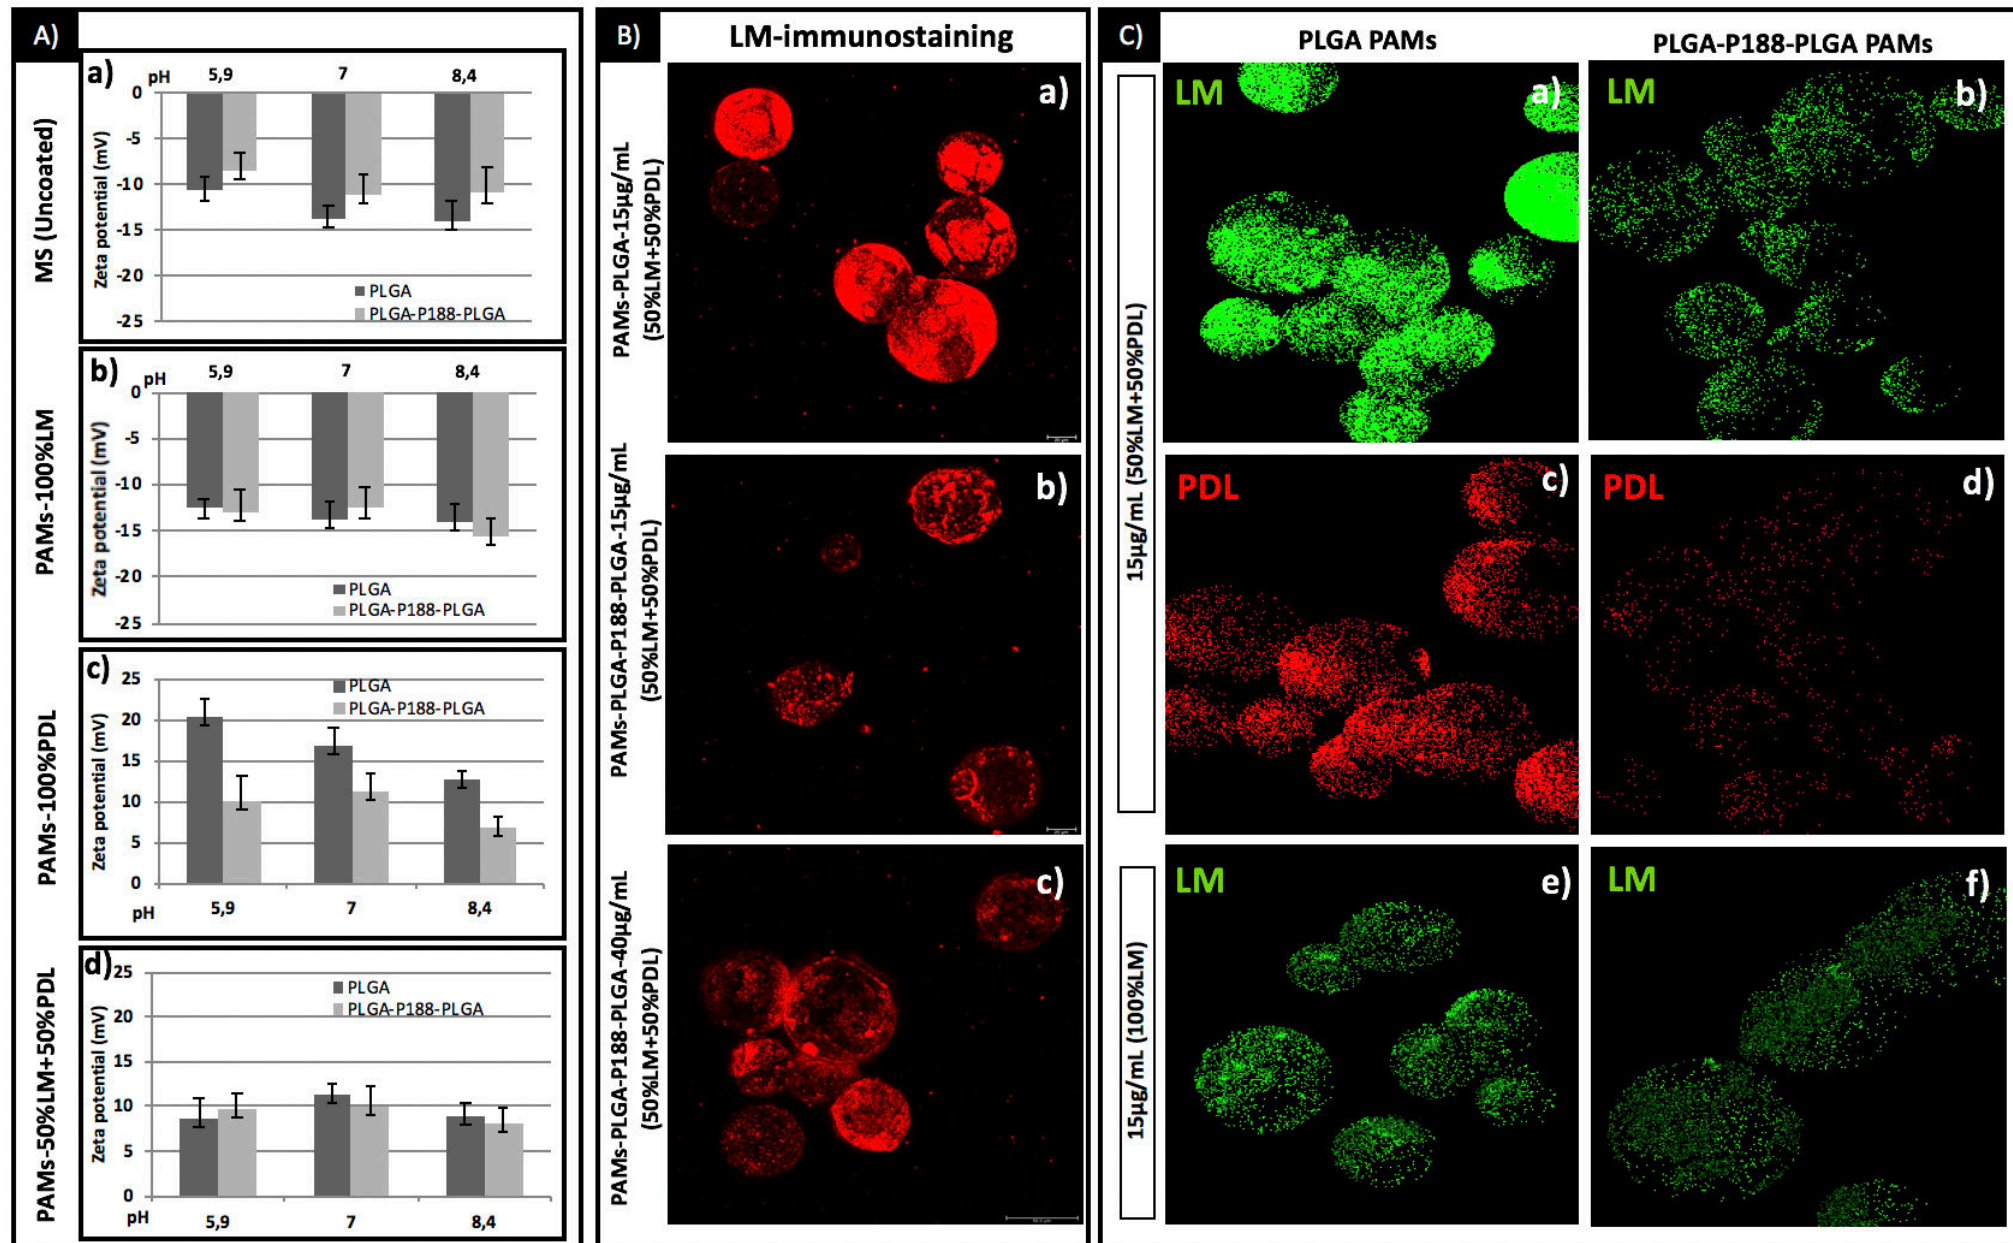 A)
a)
pH 5,9 7 8,4
MS (Uncoated)
Zeta potential (mV)
0
-5
-10
-15
-20
-25
PLGA
PLGA-P188-PLGA
b)
pH 5,9 7 8,4
PAMs-100%LM
Zeta potential (mV)
0
-5
-10
-15
-20
-25
PLGA
PLGA-P188-PLGA
c)
PAMs-100%PDL
Zeta potential (mV)
25
20
15
10
5
0
PLGA
PLGA-P188-PLGA
pH 5,9 7 8,4
d)
PAMs-50%LM+50%PDL
Zeta potential (mV)
25
20
15
10
5
0
PLGA
PLGA-P188-PLGA
pH 5,9 7 8,4
B)
LM-immunostaining
PAMs-PLGA-15µg/mL
(50%LM+50%PDL)
a)
PAMs-PLGA-P188-PLGA-15µg/mL
(50%LM+50%PDL)
b)
PAMs-PLGA-P188-PLGA-40µg/mL
(50%LM+50%PDL)
c)
C)
PLGA PAMs
PLGA-P188-PLGA PAMs
15µg/mL (50%LM+50%PDL)
LM a)
LM b)
PDL c)
PDL d)
15µg/mL (100%LM)
LM e)
LM f)